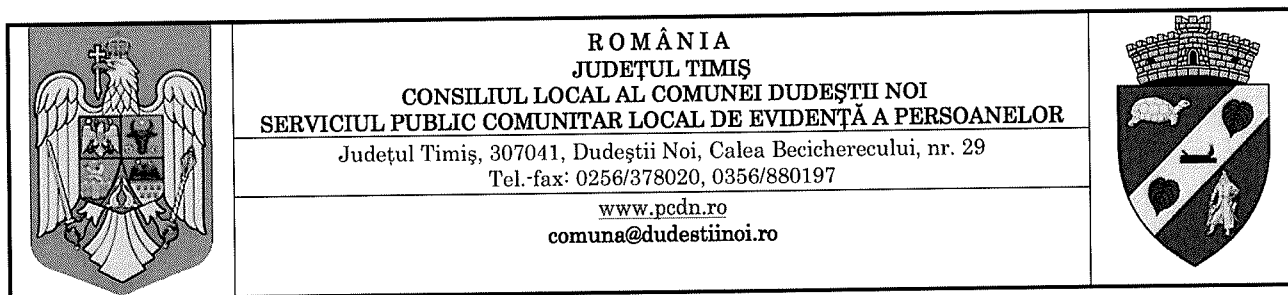 ROMÂNIA
JUDEȚUL TIMIȘ
CONSILIUL LOCAL AL COMUNEI DUDEȘTII NOI
SERVICIUL PUBLIC COMUNITAR LOCAL DE EVIDENȚĂ A PERSOANELOR
Județul Timiș, 307041, Dudeștii Noi, Calea Becicherecului, nr. 29
Tel.-fax: 0256/378020, 0356/880197
www.pcdn.ro
comuna@dudestiinoi.ro